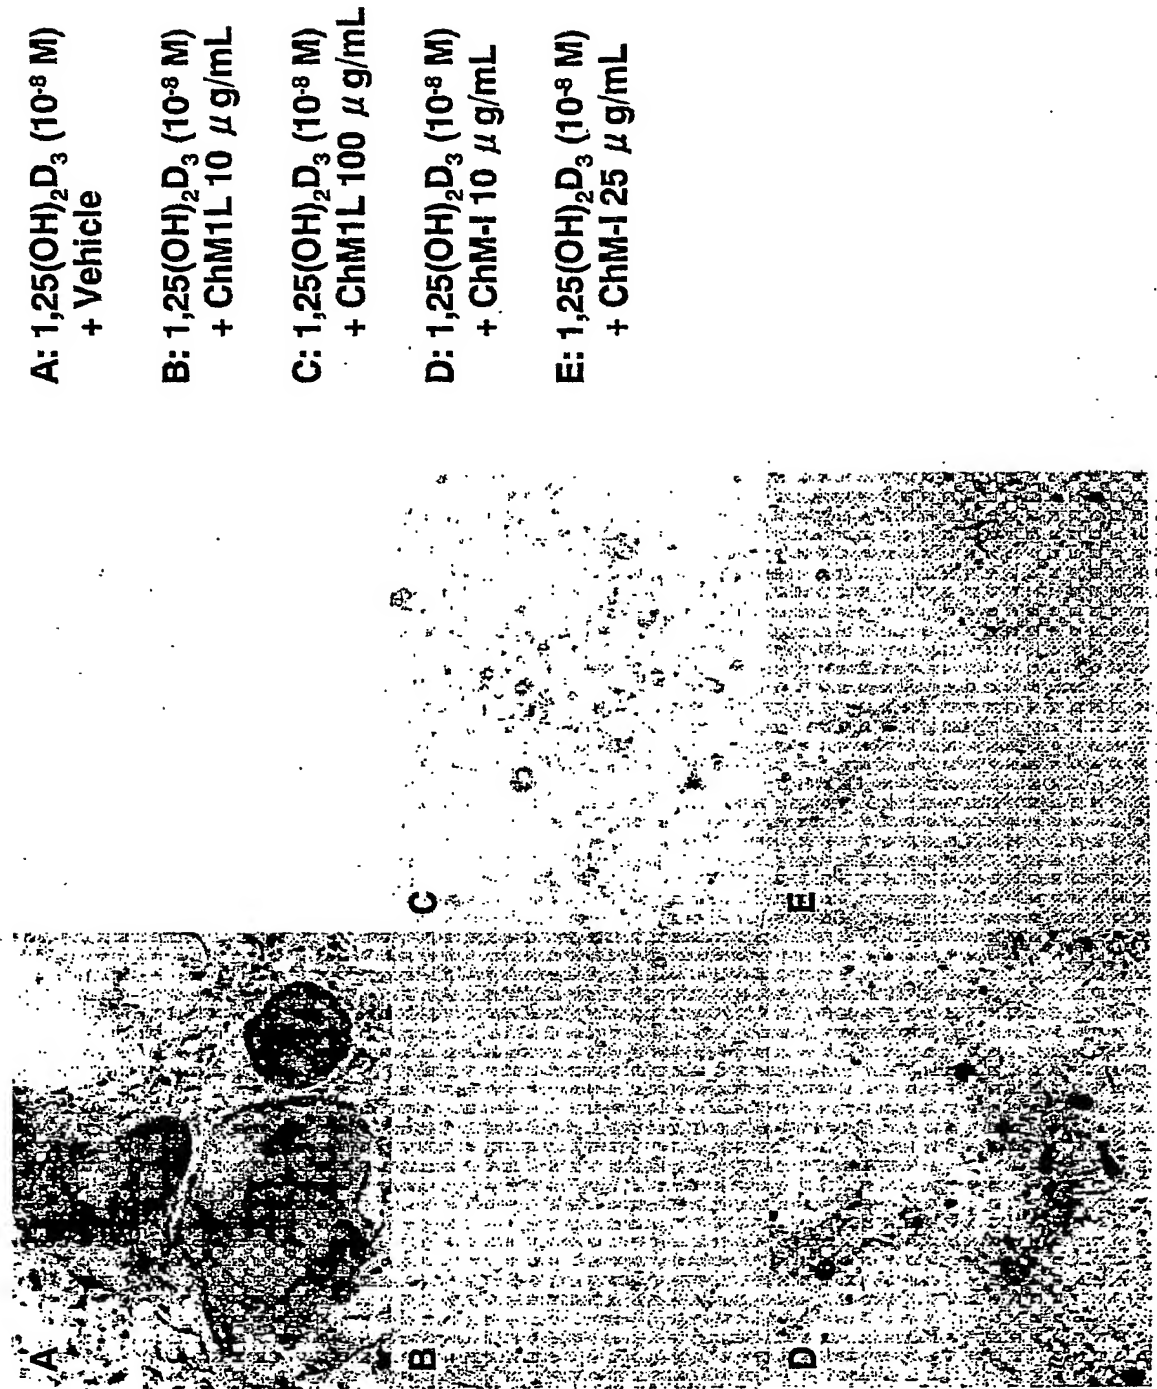 A: 1,25(OH)₂D₃ (10⁻⁸ M)
+ Vehicle
B: 1,25(OH)₂D₃ (10⁻⁸ M)
+ ChM1L 10 μg/mL
C: 1,25(OH)₂D₃ (10⁻⁸ M)
+ ChM1L 100 μg/mL
D: 1,25(OH)₂D₃ (10⁻⁸ M)
+ ChM-I 10 μg/mL
E: 1,25(OH)₂D₃ (10⁻⁸ M)
+ ChM-I 25 μg/mL
A
B
C
D
E